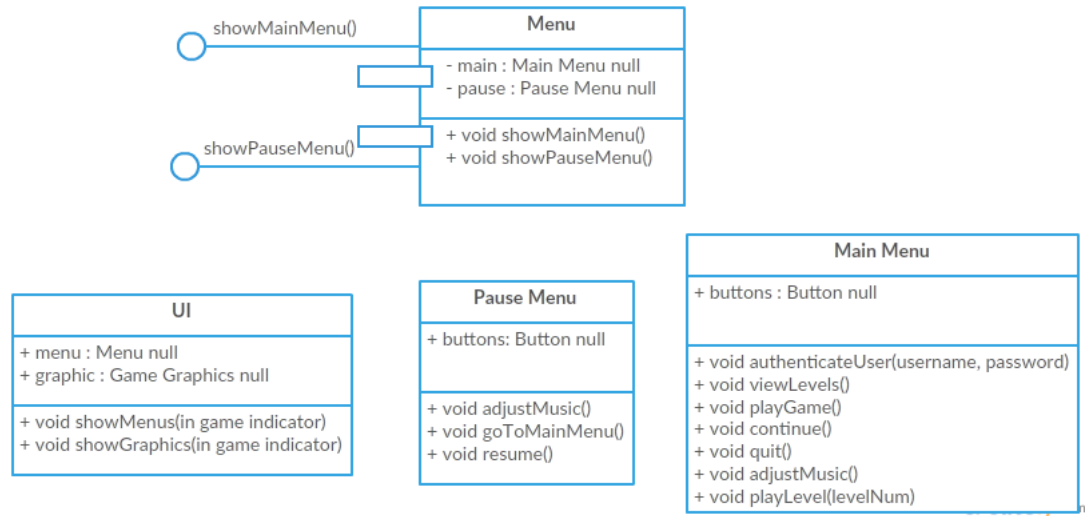 showMainMenu()
Menu
- main : Main Menu null
- pause : Pause Menu null
showPauseMenu()
+ void showMainMenu()
+ void showPauseMenu()
UI
+ menu : Menu null
+ graphic : Game Graphics null
+ void showMenus(in game indicator)
+ void showGraphics(in game indicator)
Pause Menu
+ buttons: Button null
+ void adjustMusic()
+ void goToMainMenu()
+ void resume()
Main Menu
+ buttons : Button null
+ void authenticateUser(username, password)
+ void viewLevels()
+ void playGame()
+ void continue()
+ void quit()
+ void adjustMusic()
+ void playLevel(levelNum)